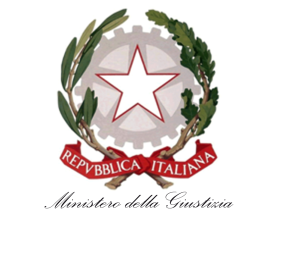 REPVBBLICA ITALIANA
Ministero della Giustizia